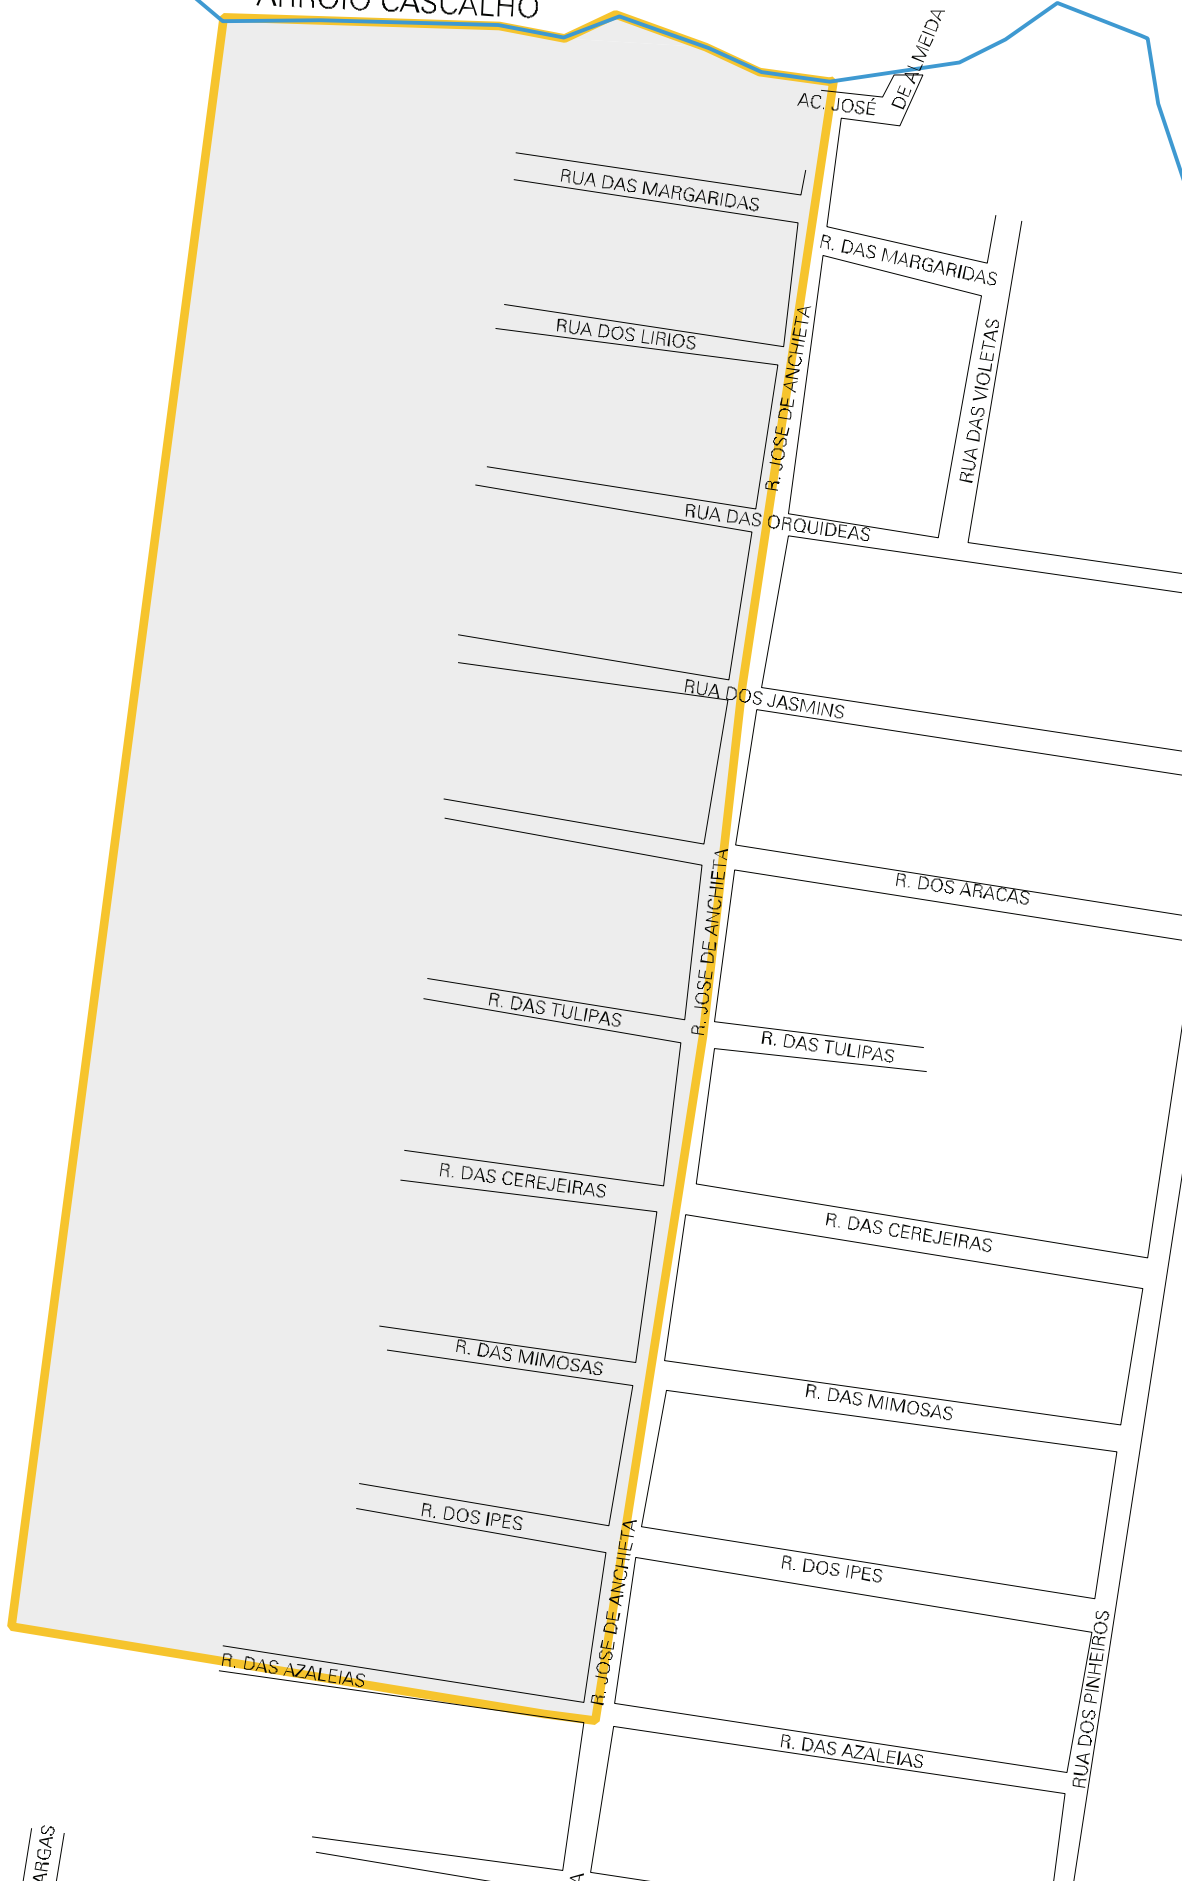 ARROIO CASCALHO
AC. JOSÉ
DE ALMEIDA
RUA DAS MARGARIDAS
R. DAS MARGARIDAS
RUA DOS LIRIOS
R. JOSE DE ANCHIETA
RUA DAS VIOLETAS
RUA DAS ORQUIDEAS
RUA DOS JASMINS
R. DOS ARACAS
R. JOSE DE ANCHIETA
R. DAS TULIPAS
R. DAS TULIPAS
R. DAS CEREJEIRAS
R. DAS CEREJEIRAS
R. DAS MIMOSAS
R. DAS MIMOSAS
R. DOS IPES
R. DOS IPES
R. JOSE DE ANCHIETA
R. DAS AZALEIAS
R. DAS AZALEIAS
RUA DOS PINHEIROS
ARGAS
A